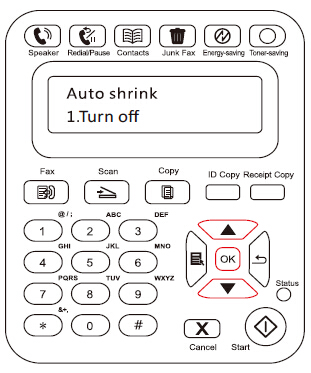 Speaker Redial/Pause Contacts Junk Fax Energy-saving Toner-saving
Auto shrink
1.Turn off
Fax Scan Copy ID Copy Receipt Copy
@/; ABC DEF
1 2 3
GHI JKL MNO
4 5 6 OK
PQRS TUV WXYZ
7 8 9 Status
&+,
* 0 # X
Cancel Start